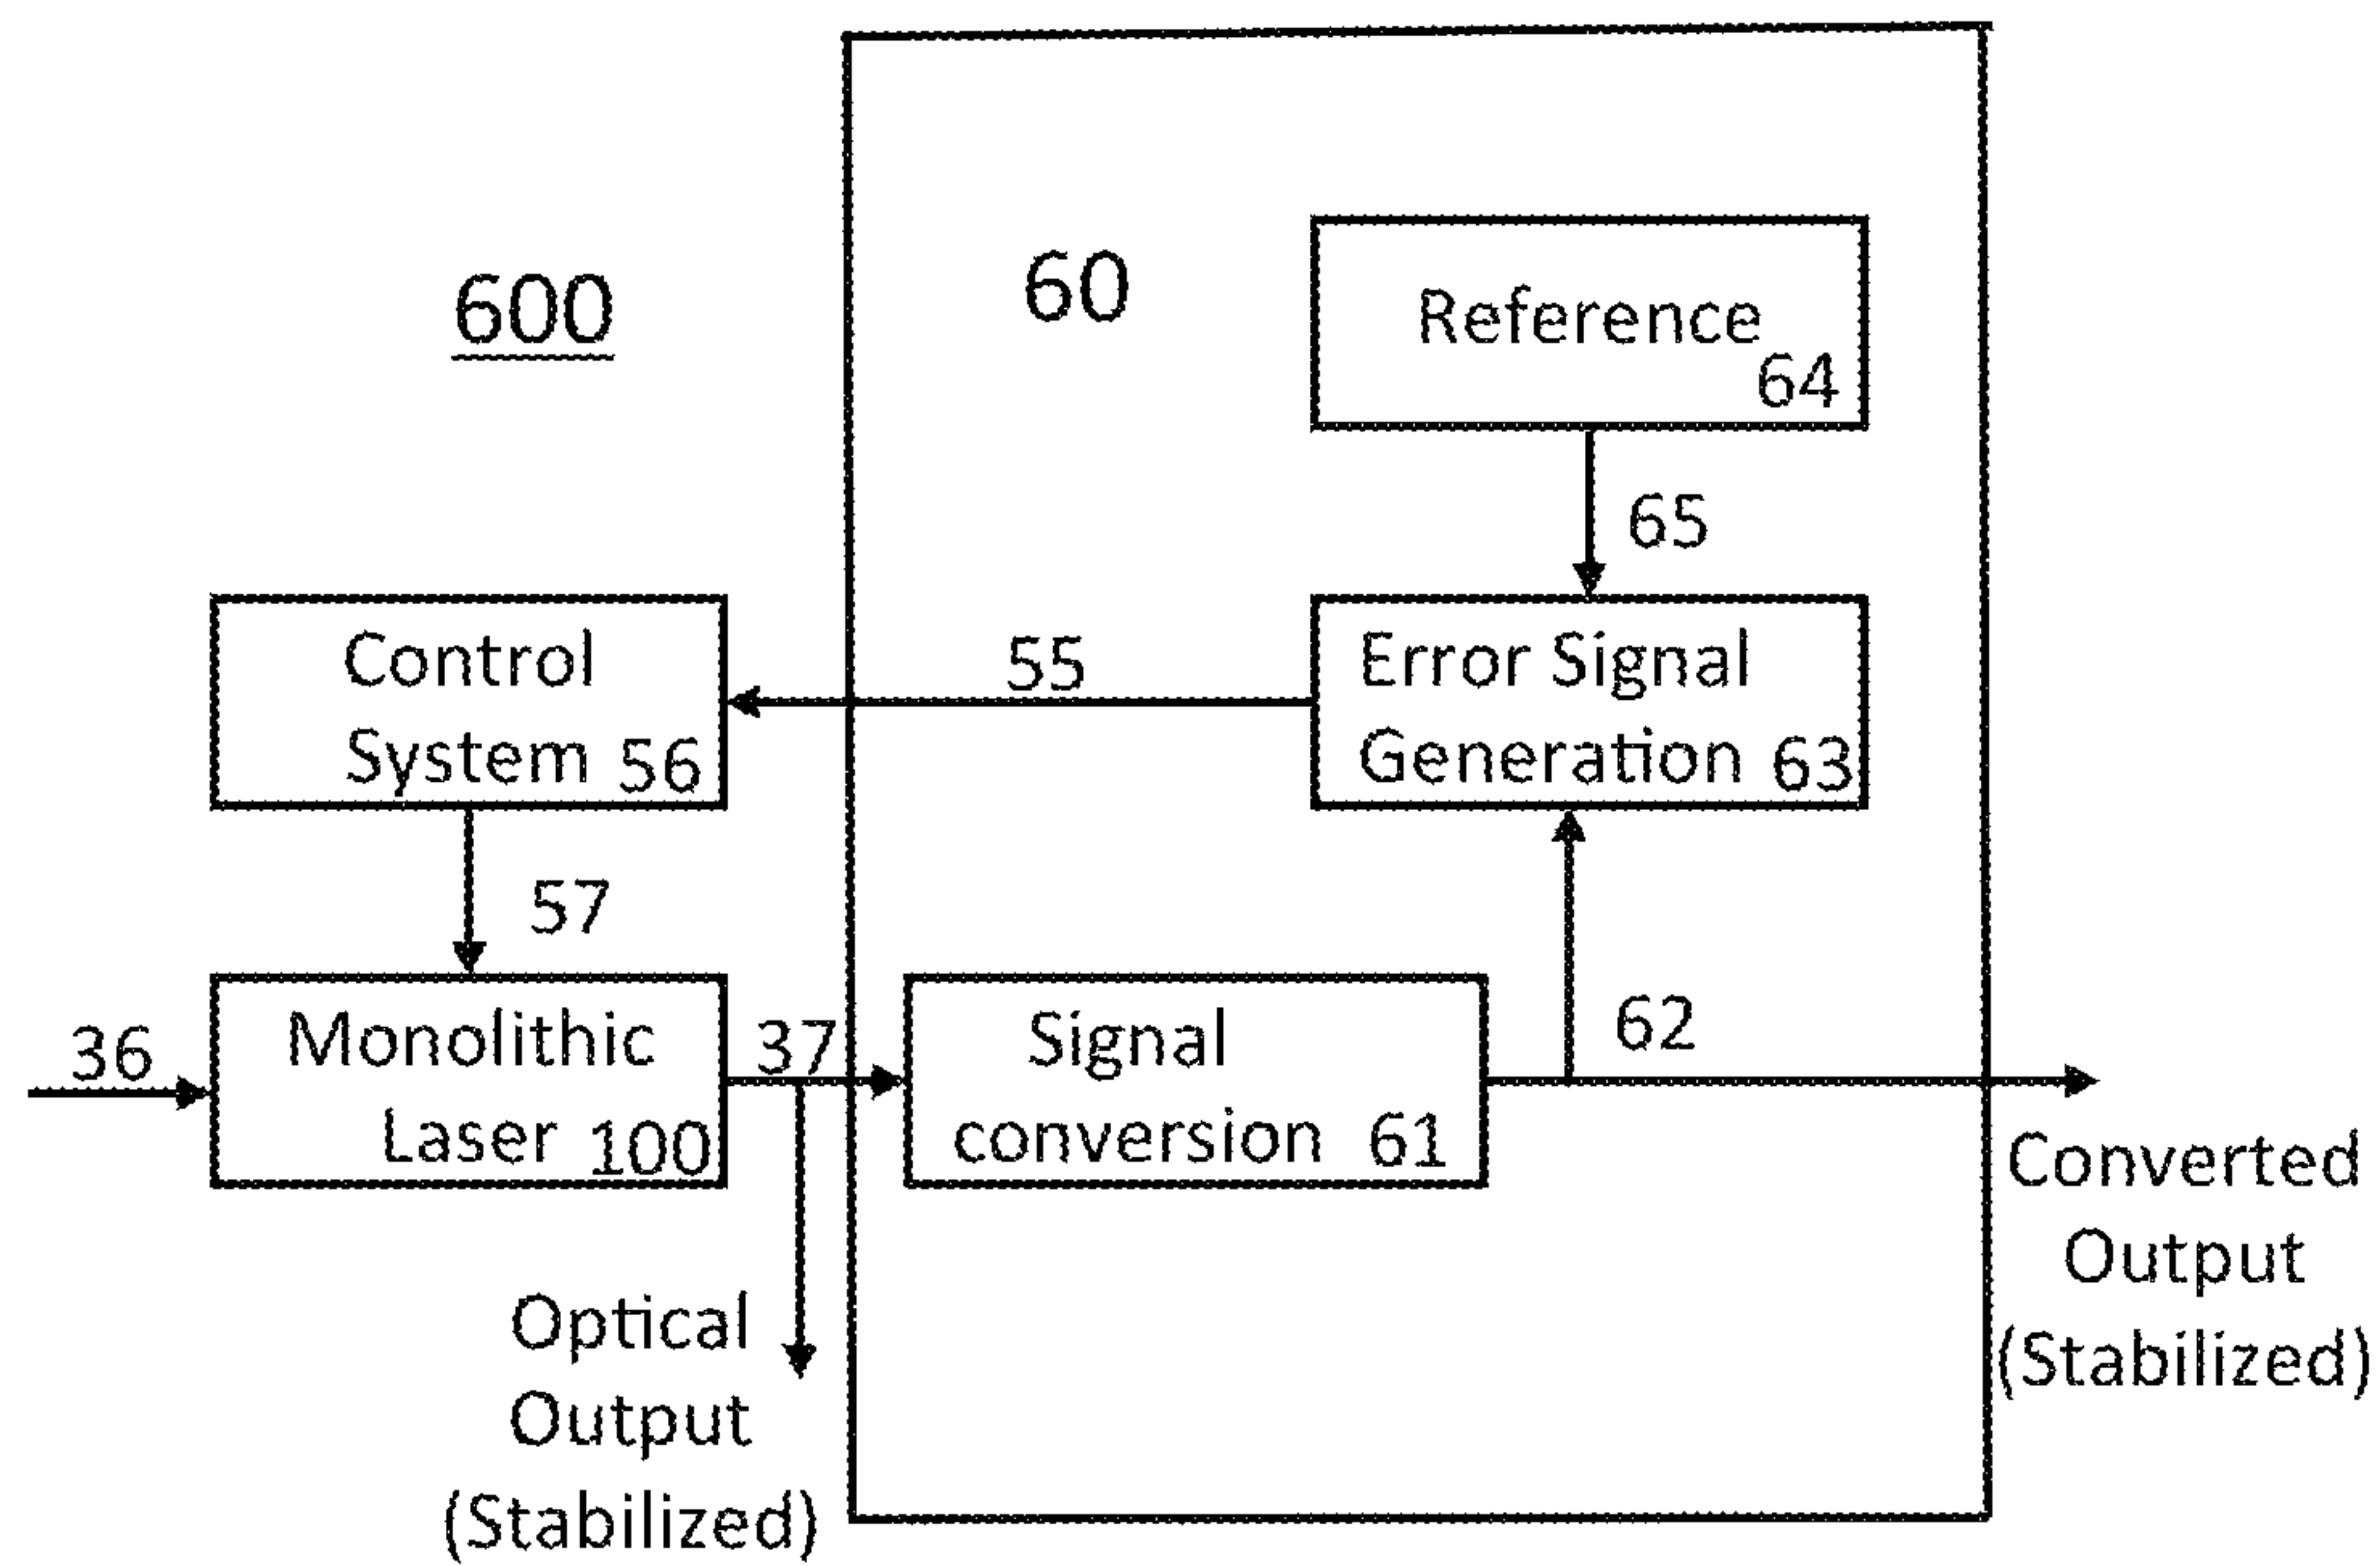 600
60
Reference
64
65
Control
System 56
55
Error Signal
Generation 63
57
62
36
Monolithic
Laser 100
37
Signal
conversion 61
Converted
Output
(Stabilized)
Optical
Output
(Stabilized)